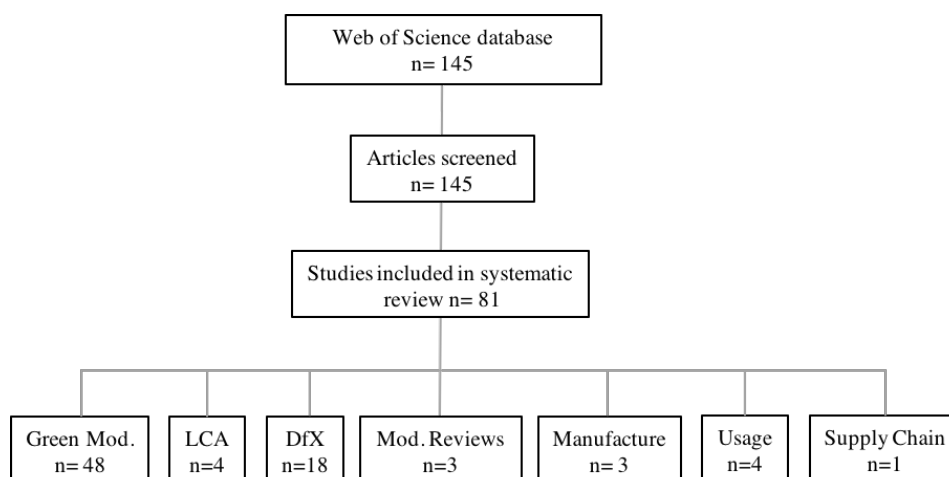 Web of Science database
n= 145
Articles screened
n= 145
Studies included in systematic
review n= 81
Green Mod.
n= 48
LCA
n=4
DfX
n=18
Mod. Reviews
n=3
Manufacture
n= 3
Usage
n=4
Supply Chain
n=1